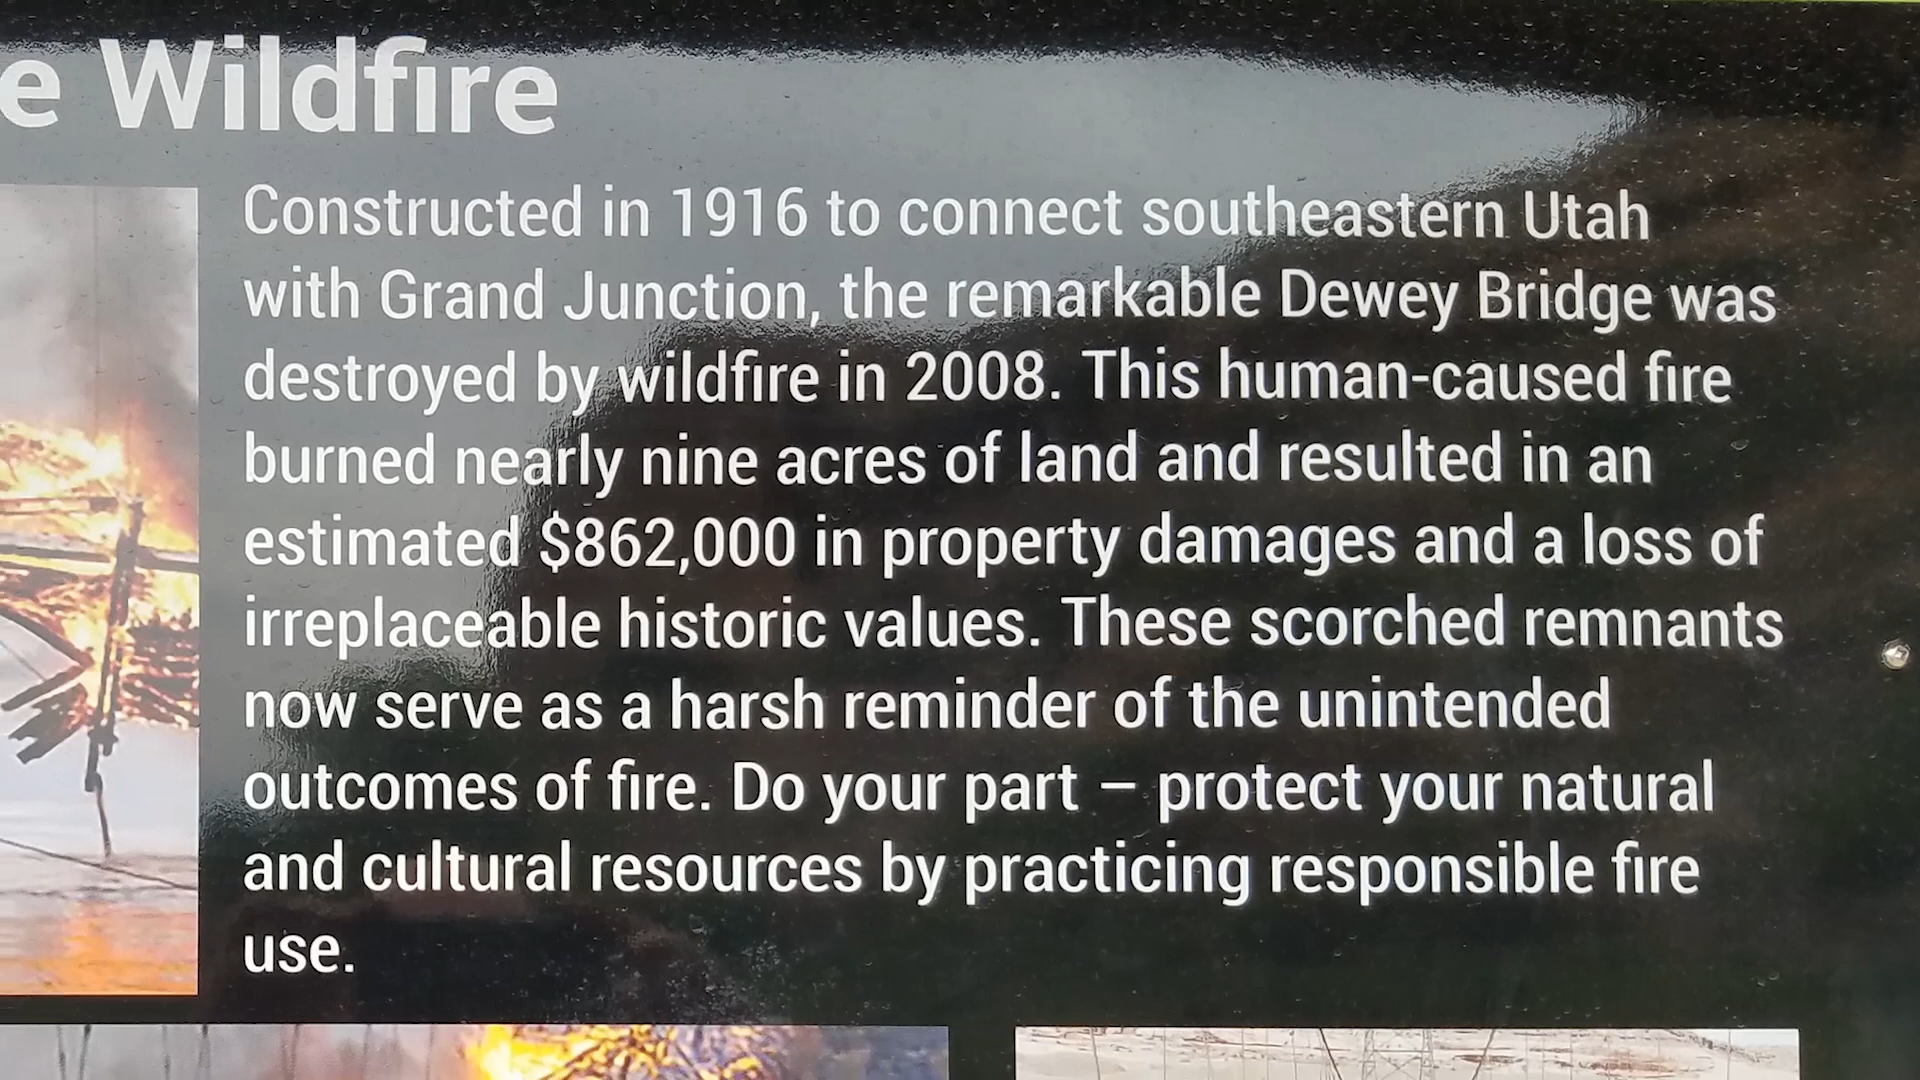 e Wildfire
Constructed in 1916 to connect southeastern Utah
with Grand Junction, the remarkable Dewey Bridge was
destroyed by wildfire in 2008. This human-caused fire
burned nearly nine acres of land and resulted in an
estimated $862,000 in property damages and a loss of
irreplaceable historic values. These scorched remnants
now serve as a harsh reminder of the unintended
outcomes of fire. Do your part – protect your natural
and cultural resources by practicing responsible fire
use.